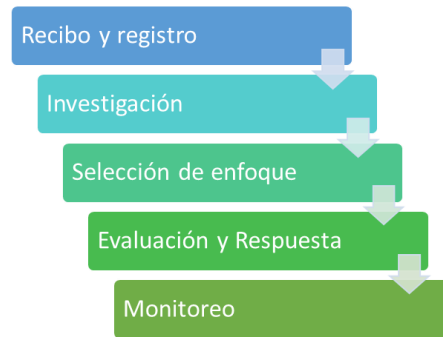 Recibo y registro
Investigación
Selección de enfoque
Evaluación y Respuesta
Monitoreo